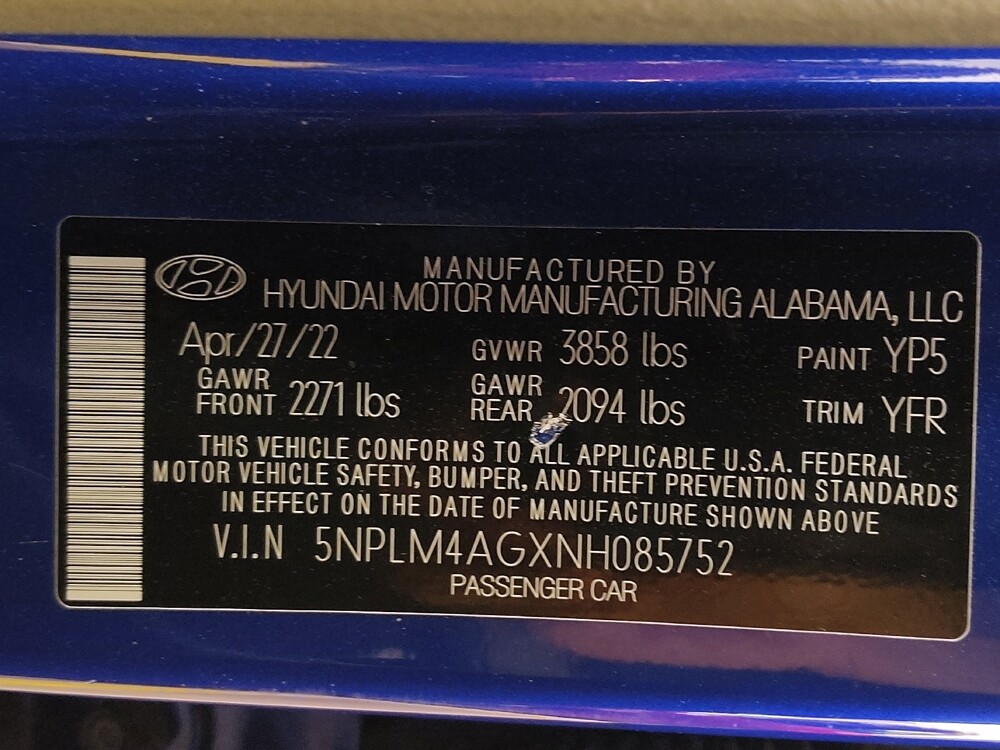 MANUFACTURED BY
HYUNDAI MOTOR MANUFACTURING ALABAMA, LLC
Apr/27/22 GVWR 3858 lbs PAINT YP5
GAWR FRONT 2271 lbs GAWR REAR 2094 lbs TRIM YFR
THIS VEHICLE CONFORMS TO ALL APPLICABLE U.S.A. FEDERAL
MOTOR VEHICLE SAFETY, BUMPER, AND THEFT PREVENTION STANDARDS
IN EFFECT ON THE DATE OF MANUFACTURE SHOWN ABOVE
V.I.N 5NPLM4AGXNH085752
PASSENGER CAR